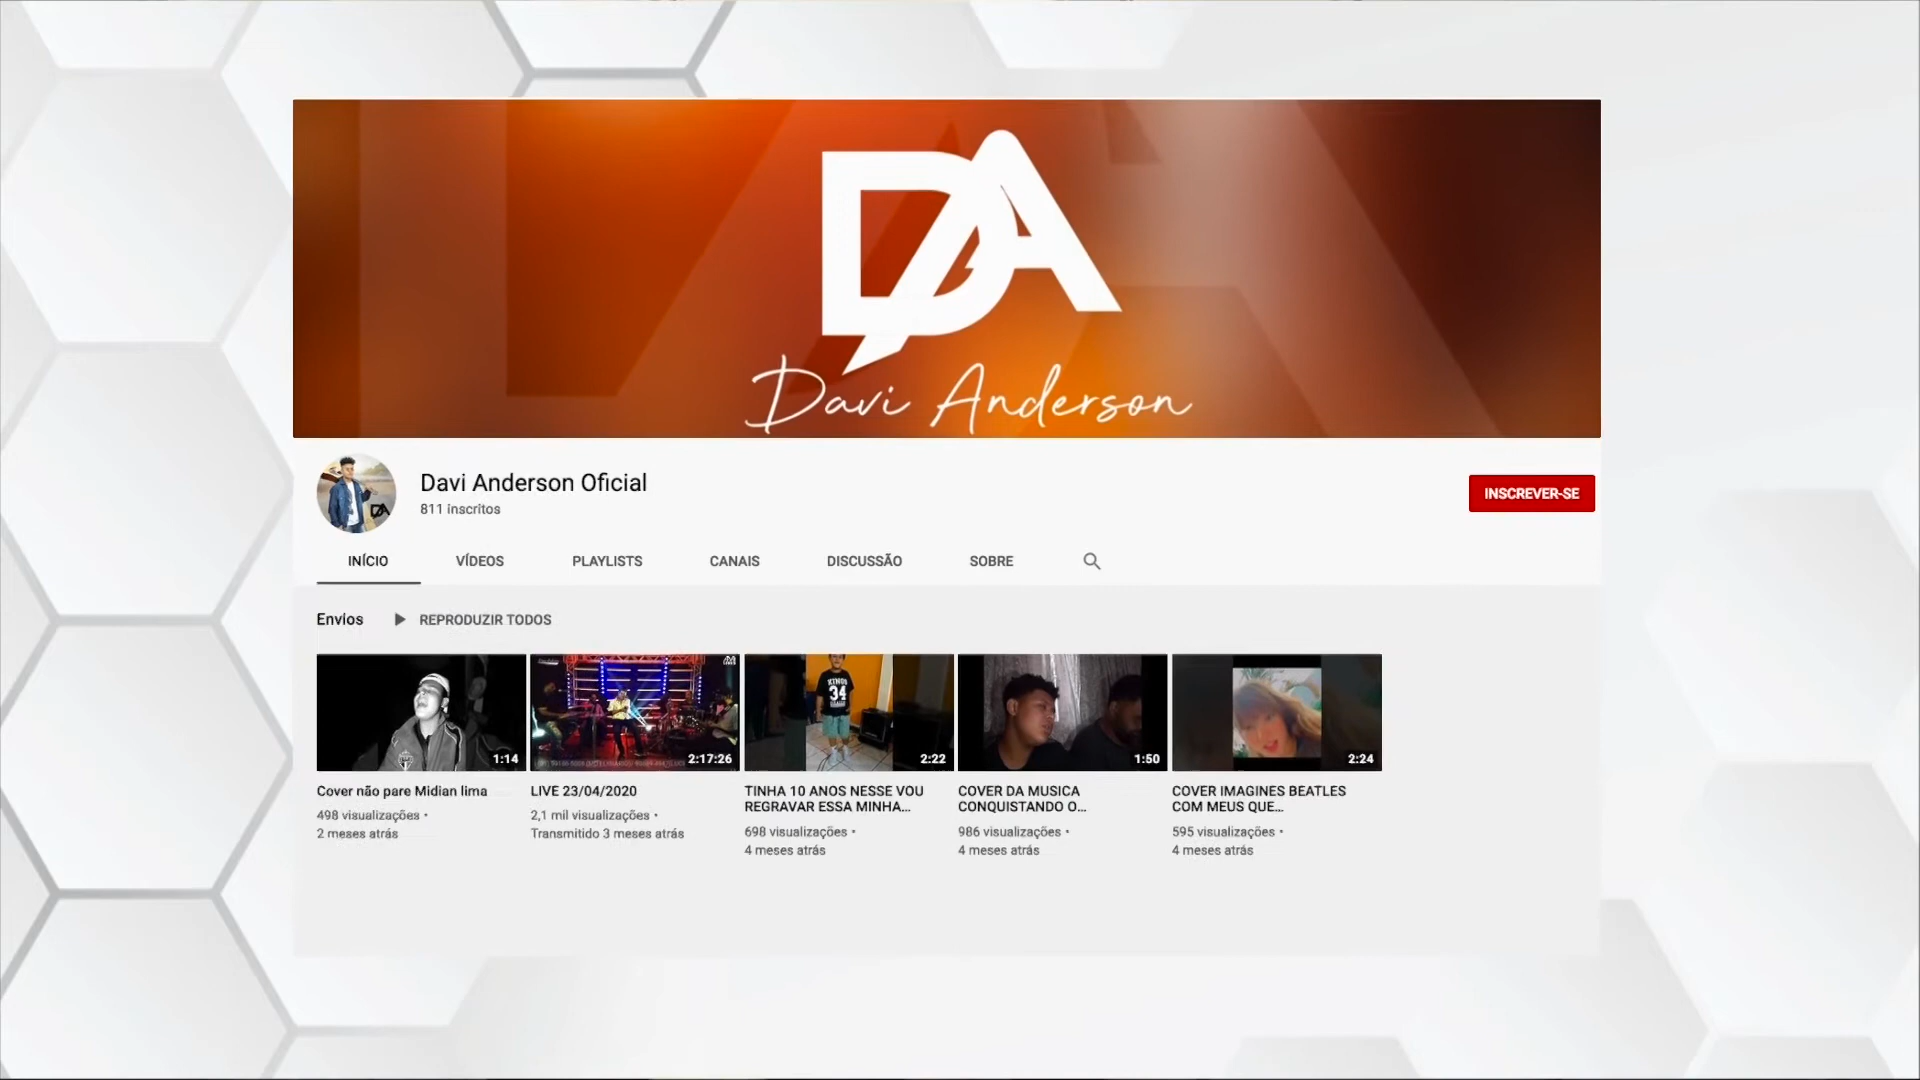 DA
Davi Anderson
Davi Anderson Oficial
811 inscritos
INSCREVER-SE
INÍCIO
VÍDEOS
PLAYLISTS
CANAIS
DISCUSSÃO
SOBRE
Envios
REPRODUZIR TODOS
1:14
2:17:26
KINGS
34
2:22
1:50
2:24
Cover não pare Midian lima
498 visualizações •
2 meses atrás
LIVE 23/04/2020
2,1 mil visualizações •
Transmitido 3 meses atrás
TINHA 10 ANOS NESSE VOU
REGRAVAR ESSA MINHA...
698 visualizações •
4 meses atrás
COVER DA MUSICA
CONQUISTANDO O...
986 visualizações •
4 meses atrás
COVER IMAGINES BEATLES
COM MEUS QUE...
595 visualizações •
4 meses atrás